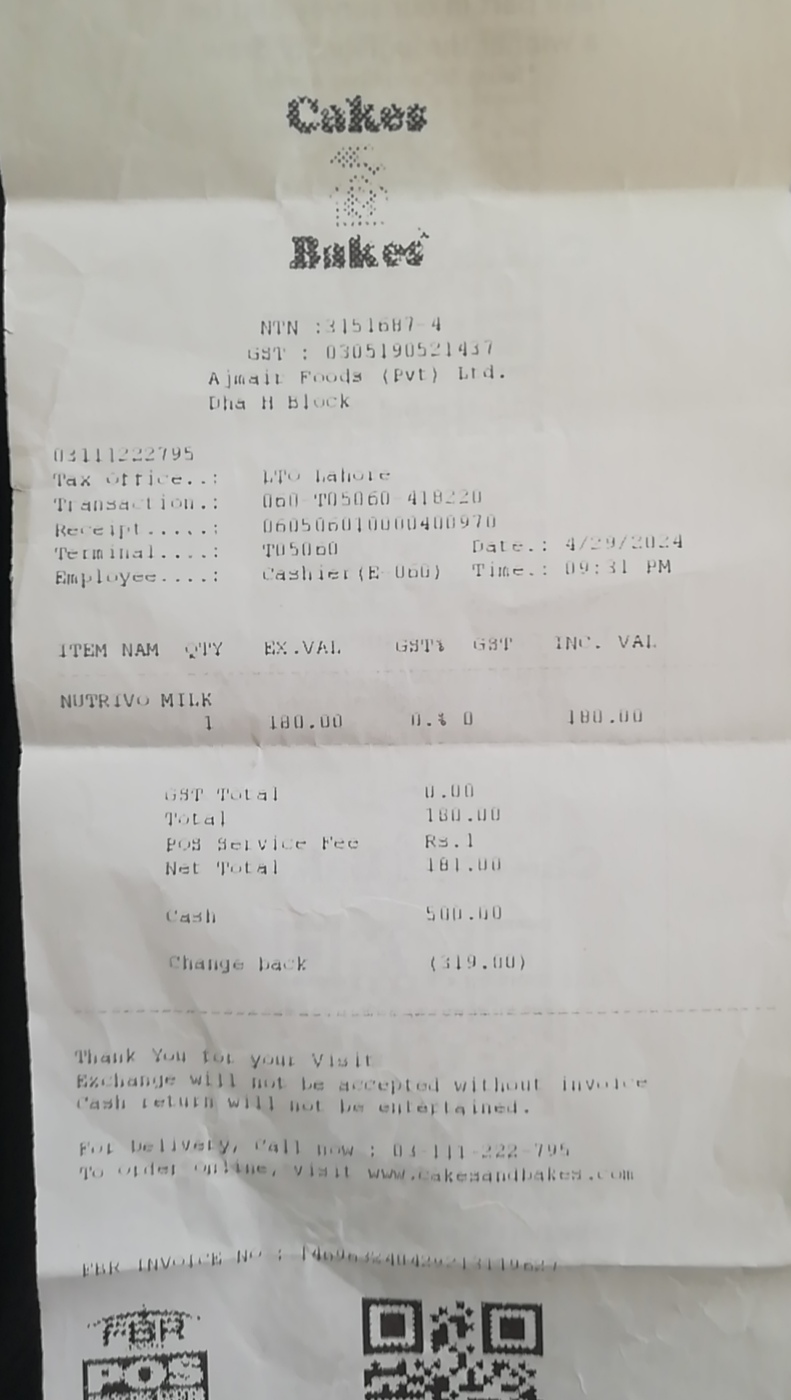 Cakes
Bakes
NTN :3151687-4
GST : 0305190521437
Ajmair Foods (Pvt) Ltd.
Dha H Block
03111222795
Tax Office..: LTO Lahore
Transaction.: 060-T05060-418220
Receipt.....: 060506010000400970
Terminal....: T05060 Date.: 4/29/2024
Employee....: Cashier(E-060) Time.: 09:31 PM
ITEM NAM QTY EX.VAL GST% GST INC. VAL
NUTRIVO MILK
1 180.00 0.% 0 180.00
GST Total 0.00
Total 180.00
POS Service Fee Rs.1
Net Total 181.00
Cash 500.00
Change back (319.00)
Thank You for your Visit
Exchange will not be accepted without invoice
Cash return will not be entertained.
For Delivery, Call now : 03-111-222-795
To order online, visit www.cakesandbakes.com
FBR INVOICE NO :
FBR
POS